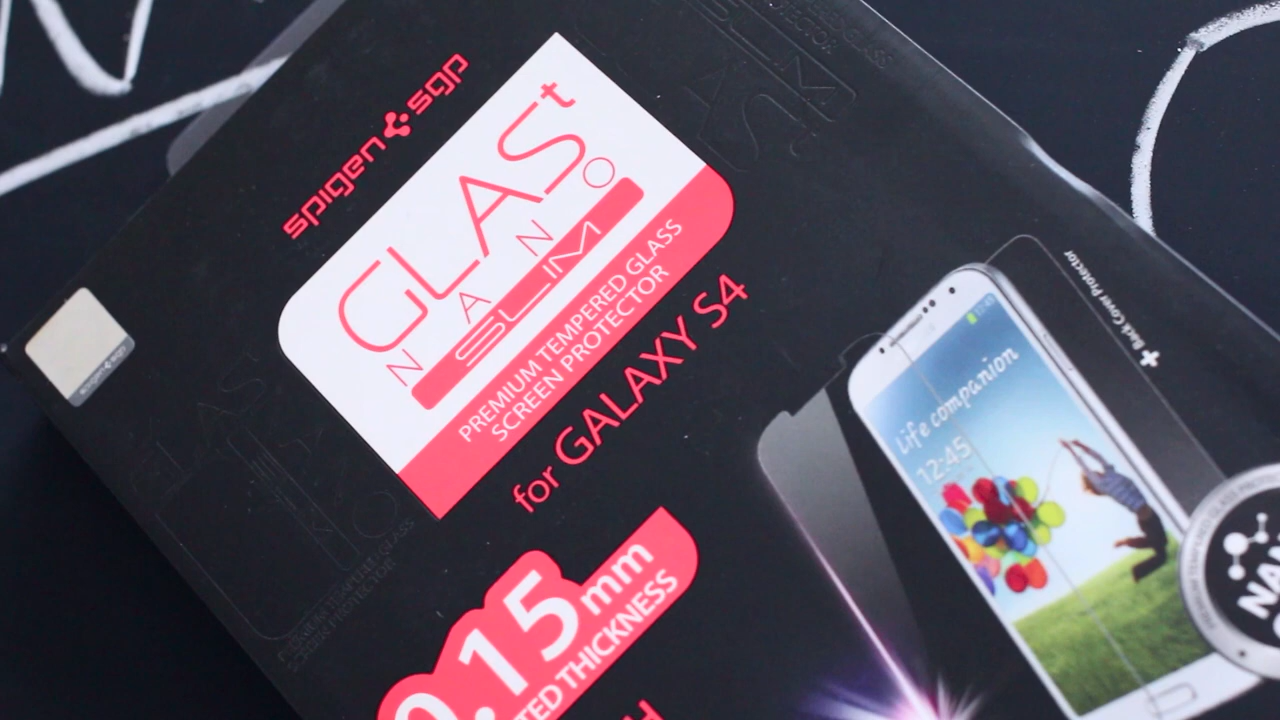 spigen sgp
GLASt
NANO
SLIM
PREMIUM TEMPERED GLASS
SCREEN PROTECTOR
for GALAXY S4
0.15mm
THICKNESS
Back Cover Protector
Life companion
12:45